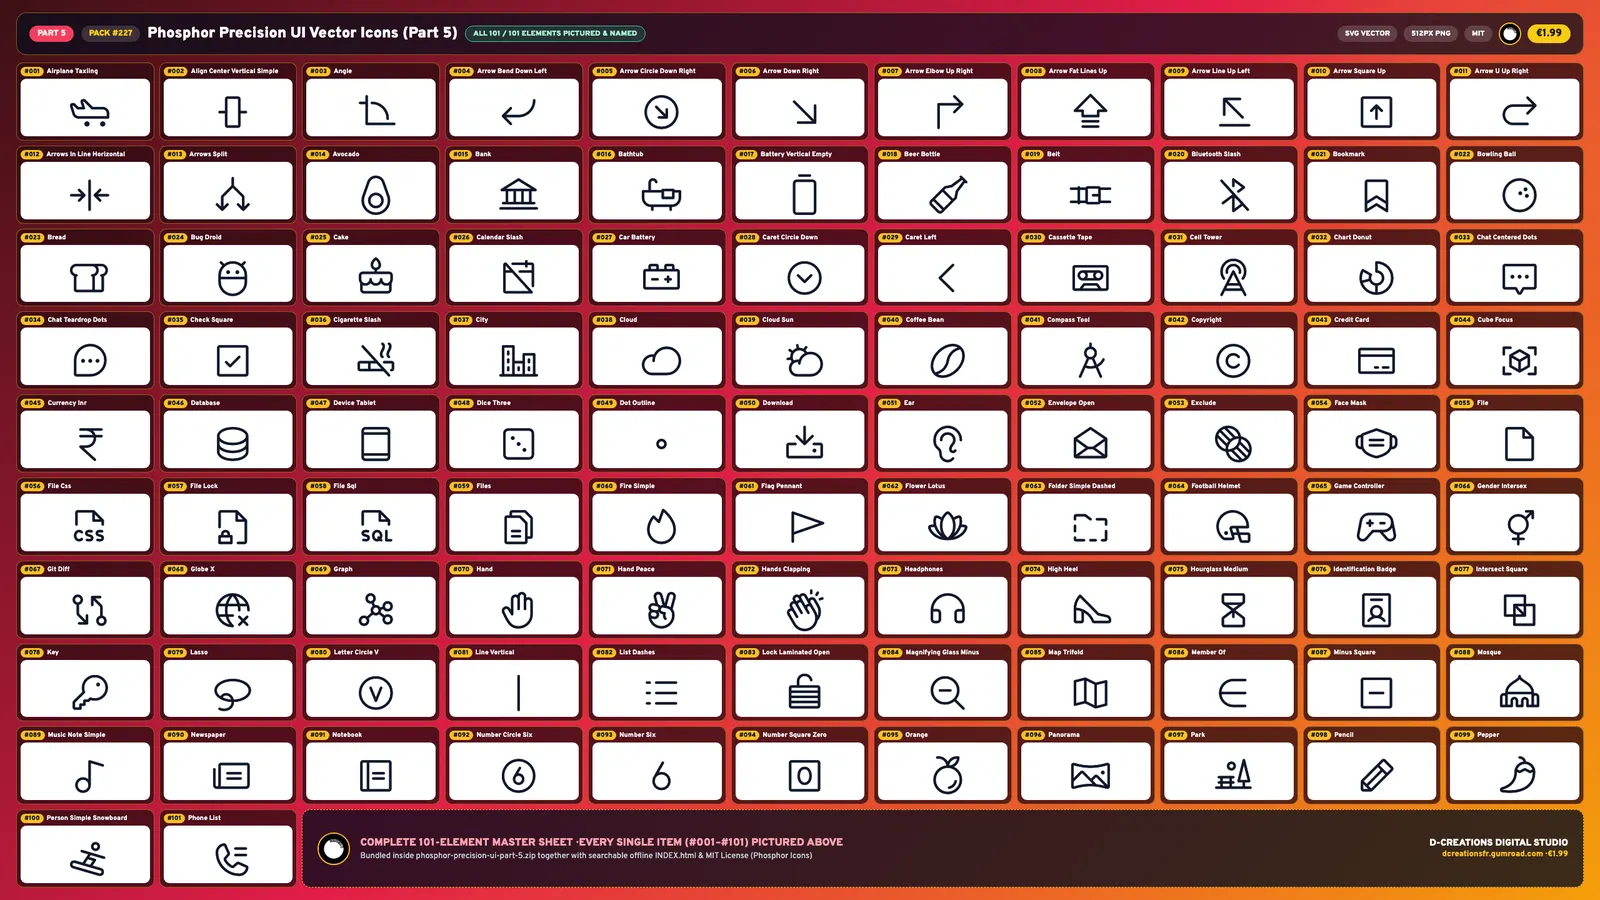 PART 5 PACK #227 Phosphor Precision UI Vector Icons (Part 5) ALL 101 / 101 ELEMENTS PICTURED & NAMED SVG VECTOR 512PX PNG MIT €1.99
#001 Airplane Taxiing #002 Align Center Vertical Simple #003 Angle #004 Arrow Bend Down Left #005 Arrow Circle Down Right #006 Arrow Down Right #007 Arrow Elbow Up Right #008 Arrow Fat Lines Up #009 Arrow Line Up Left #010 Arrow Square Up #011 Arrow U Up Right
#012 Arrows In Line Horizontal #013 Arrows Split #014 Avocado #015 Bank #016 Bathtub #017 Battery Vertical Empty #018 Beer Bottle #019 Belt #020 Bluetooth Slash #021 Bookmark #022 Bowling Ball
#023 Bread #024 Bug Droid #025 Cake #026 Calendar Slash #027 Car Battery #028 Caret Circle Down #029 Caret Left #030 Cassette Tape #031 Cell Tower #032 Chart Donut #033 Chat Centered Dots
#034 Chat Teardrop Dots #035 Check Square #036 Cigarette Slash #037 City #038 Cloud #039 Cloud Sun #040 Coffee Bean #041 Compass Tool #042 Copyright #043 Credit Card #044 Cube Focus
C
#045 Currency Inr #046 Database #047 Device Tablet #048 Dice Three #049 Dot Outline #050 Download #051 Ear #052 Envelope Open #053 Exclude #054 Face Mask #055 File
₹
#056 File Css #057 File Lock #058 File Sql #059 Files #060 Fire Simple #061 Flag Pennant #062 Flower Lotus #063 Folder Simple Dashed #064 Football Helmet #065 Game Controller #066 Gender Intersex
CSS SQL
#067 Git Diff #068 Globe X #069 Graph #070 Hand #071 Hand Peace #072 Hands Clapping #073 Headphones #074 High Heel #075 Hourglass Medium #076 Identification Badge #077 Intersect Square
#078 Key #079 Lasso #080 Letter Circle V #081 Line Vertical #082 List Dashes #083 Lock Laminated Open #084 Magnifying Glass Minus #085 Map Trifold #086 Member Of #087 Minus Square #088 Mosque
V ∈
#089 Music Note Simple #090 Newspaper #091 Notebook #092 Number Circle Six #093 Number Six #094 Number Square Zero #095 Orange #096 Panorama #097 Park #098 Pencil #099 Pepper
6 6 0
#100 Person Simple Snowboard #101 Phone List
COMPLETE 101-ELEMENT MASTER SHEET · EVERY SINGLE ITEM (#001–#101) PICTURED ABOVE
Bundled inside phosphor-precision-ui-part-5.zip together with searchable offline INDEX.html & MIT License (Phosphor Icons)
D-CREATIONS DIGITAL STUDIO
dcreationsfr.gumroad.com · €1.99